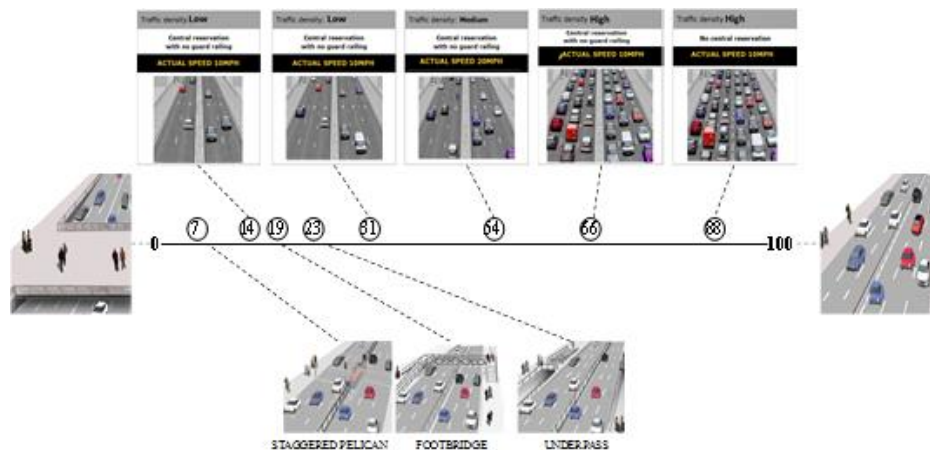 Traffic density: Low
Central reservation
with no guard railing
ACTUAL SPEED 10MPH
Traffic density: Low
Central reservation
with no guard railing
ACTUAL SPEED 10MPH
Traffic density: Medium
Central reservation
with no guard railing
ACTUAL SPEED 20MPH
Traffic density: High
Central reservation
with no guard railing
ACTUAL SPEED 10MPH
Traffic density: High
No central reservation
ACTUAL SPEED 10MPH
7 14 19 23 31 54 66 88
0 100
STAGGERED PELICAN FOOTBRIDGE UNDERPASS